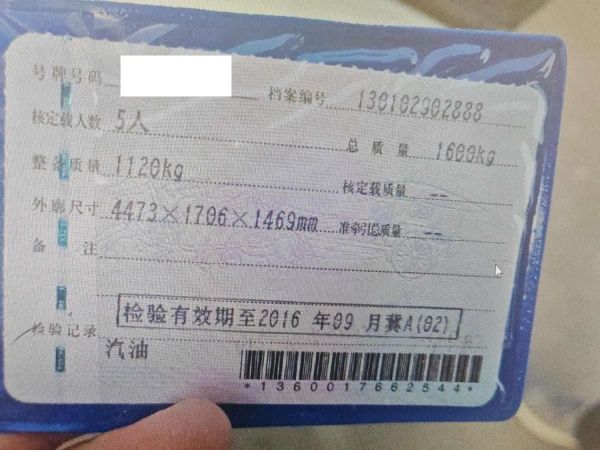 号牌号码 档案编号 130102902888
核定载人数 5人 总质量 1600kg
整备质量 1120kg 核定载质量 --
外廓尺寸 4473×1706×1469mm 准牵引总质量 --
备注
检验记录 检验有效期至2016 年09 月冀A(02)
汽油
*1360017662544*